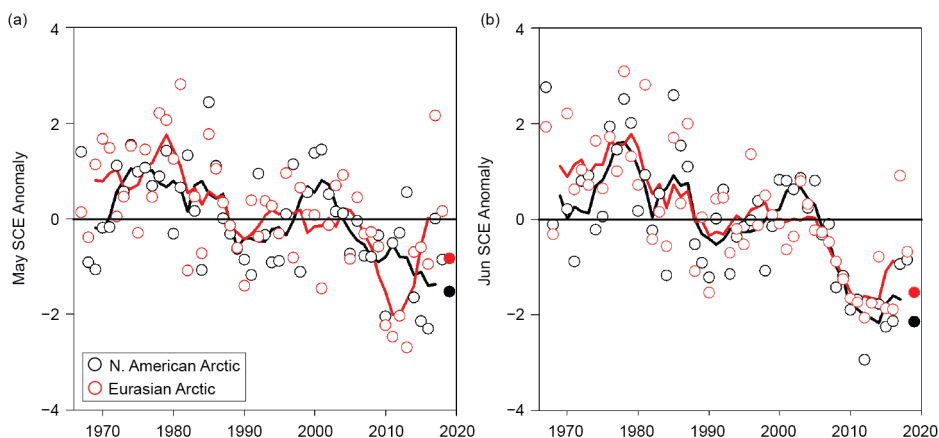 (a)
4
2
0
−2
−4
May SCE Anomaly
N. American Arctic
Eurasian Arctic
1970 1980 1990 2000 2010 2020
(b)
4
2
0
−2
−4
Jun SCE Anomaly
1970 1980 1990 2000 2010 2020